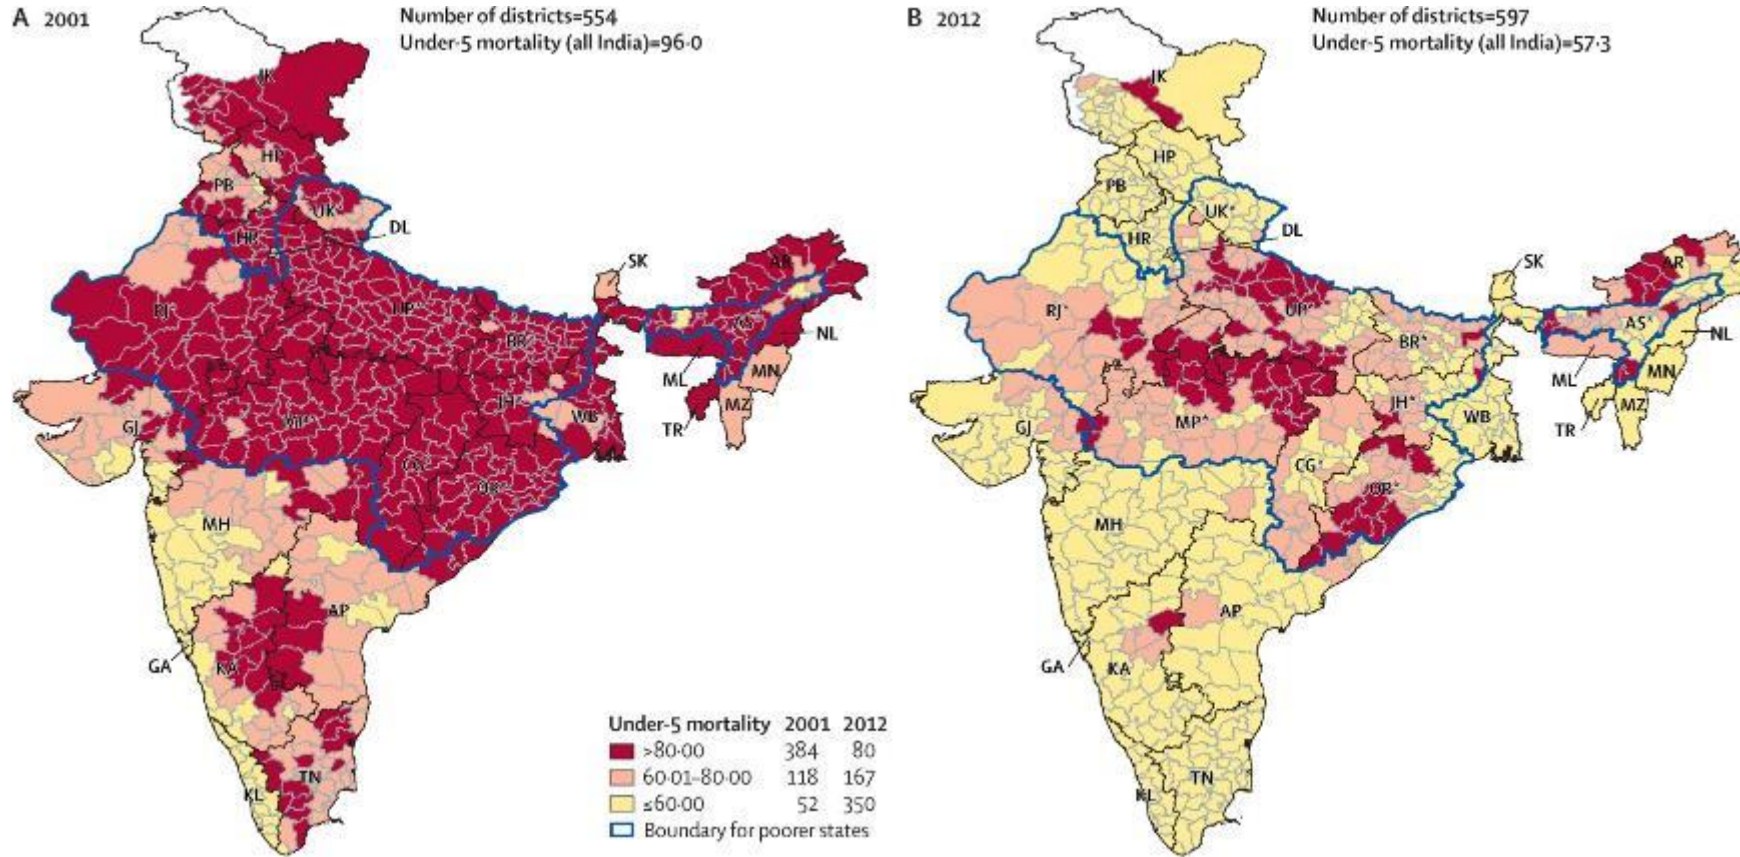 A 2001
Number of districts=554
Under-5 mortality (all India)=96·0
JK
HP
PB
UK*
HR
DL
SK
AR
RJ*
UP*
BR*
AS*
NL
ML
MN
JH*
WB
MZ
TR
GJ
MP*
CG*
OR*
MH
AP
GA
KA
TN
KL
B 2012
Number of districts=597
Under-5 mortality (all India)=57·3
JK
HP
PB
UK*
HR
DL
SK
AR
RJ*
UP*
BR*
AS*
NL
ML
MN
JH*
WB
MZ
TR
GJ
MP*
CG*
OR*
MH
AP
GA
KA
TN
KL
Under-5 mortality 2001 2012
>80·00 384 80
60·01–80·00 118 167
≤60·00 52 350
Boundary for poorer states